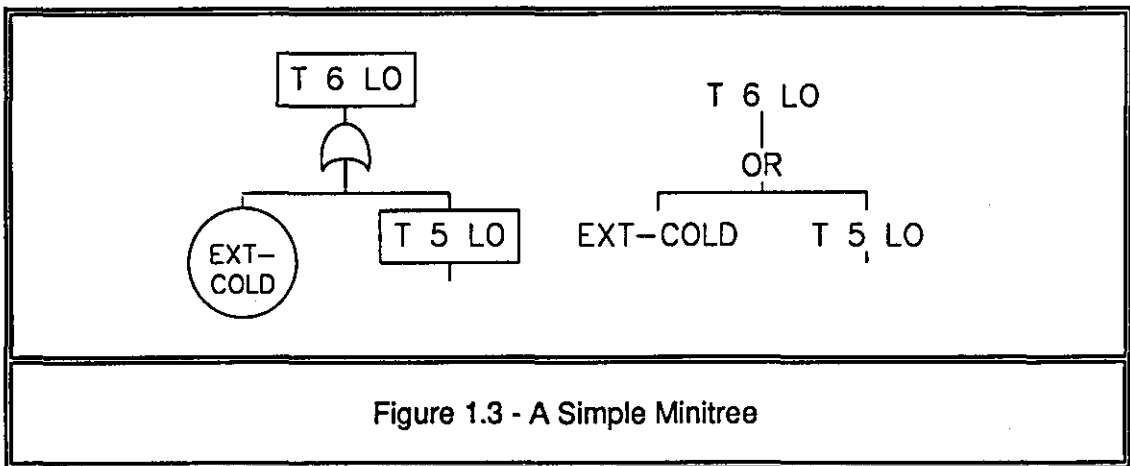 T 6 LO
EXT-
COLD
T 5 LO
T 6 LO
OR
EXT-COLD T 5 LO
Figure 1.3 - A Simple Minitree